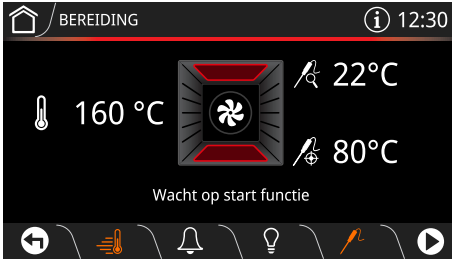 BEREIDING
i 12:30
160 °C
22°C
80°C
Wacht op start functie